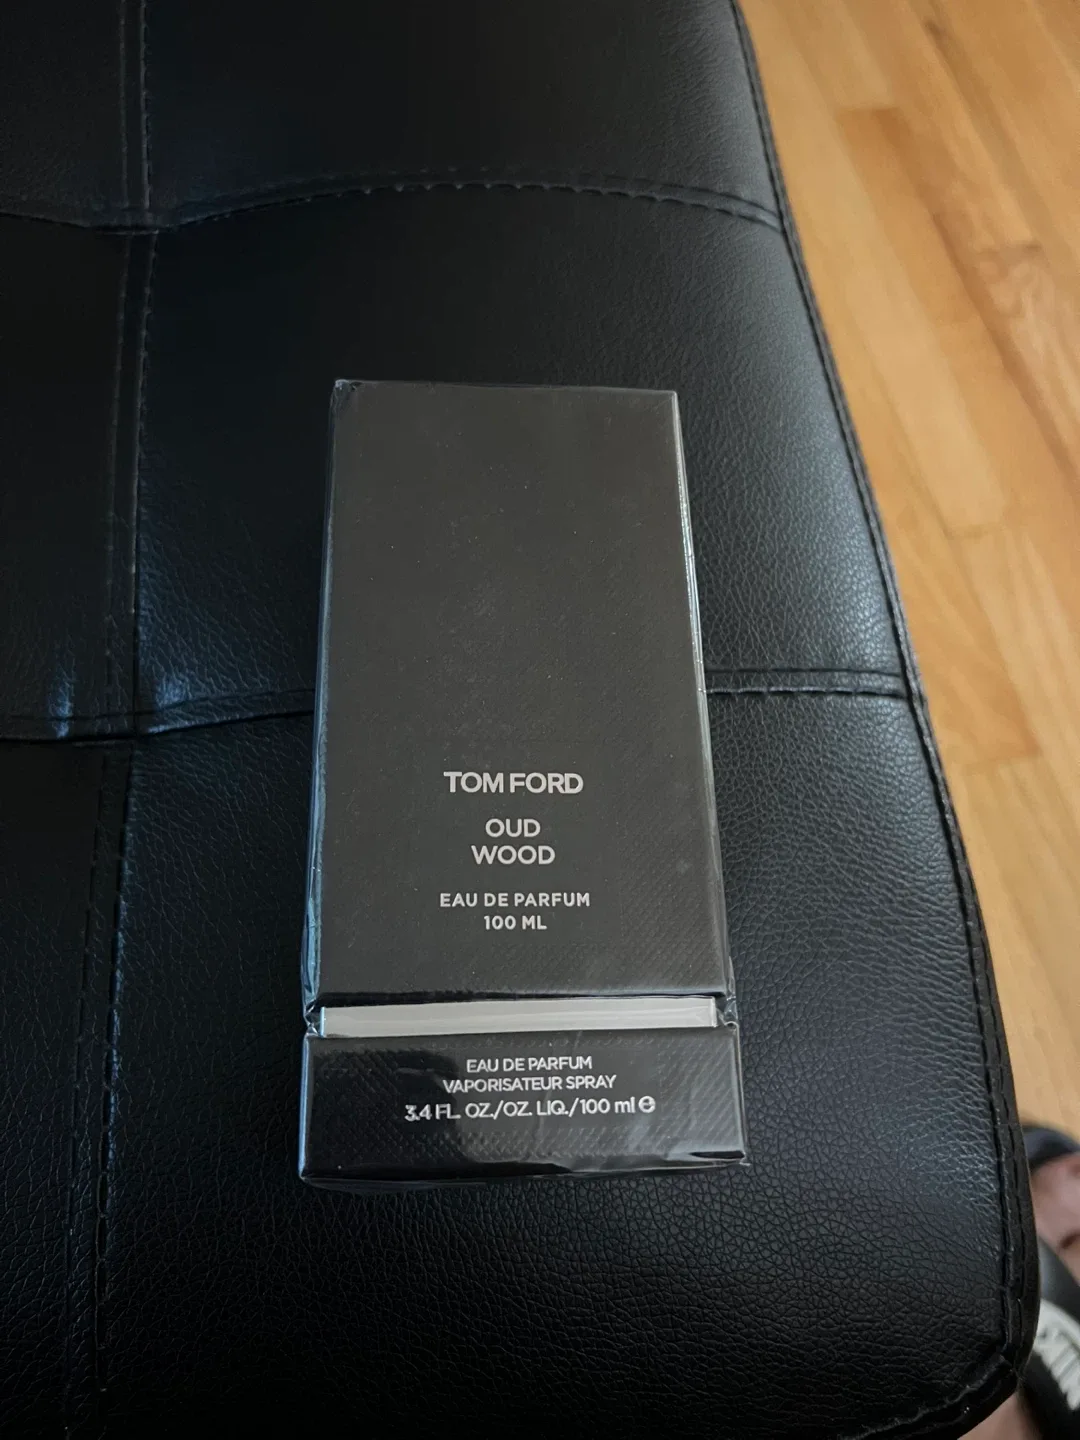 TOM FORD
OUD
WOOD
EAU DE PARFUM
100 ML
EAU DE PARFUM
VAPORISATEUR SPRAY
3.4 FL. OZ./OZ. LIQ./100 ml ℮